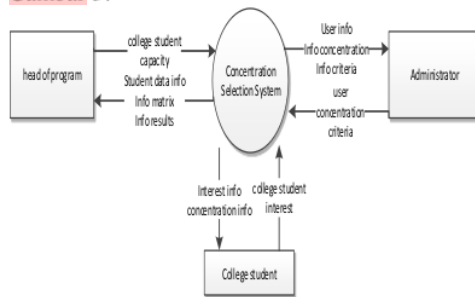 head of program
college student
capacity
Student data info
Info matrix
Info results
Concentration
Selection System
User info
Info concentration
Info criteria
user
concentration
criteria
Administrator
Interest info
concentration info
college student
interest
College student